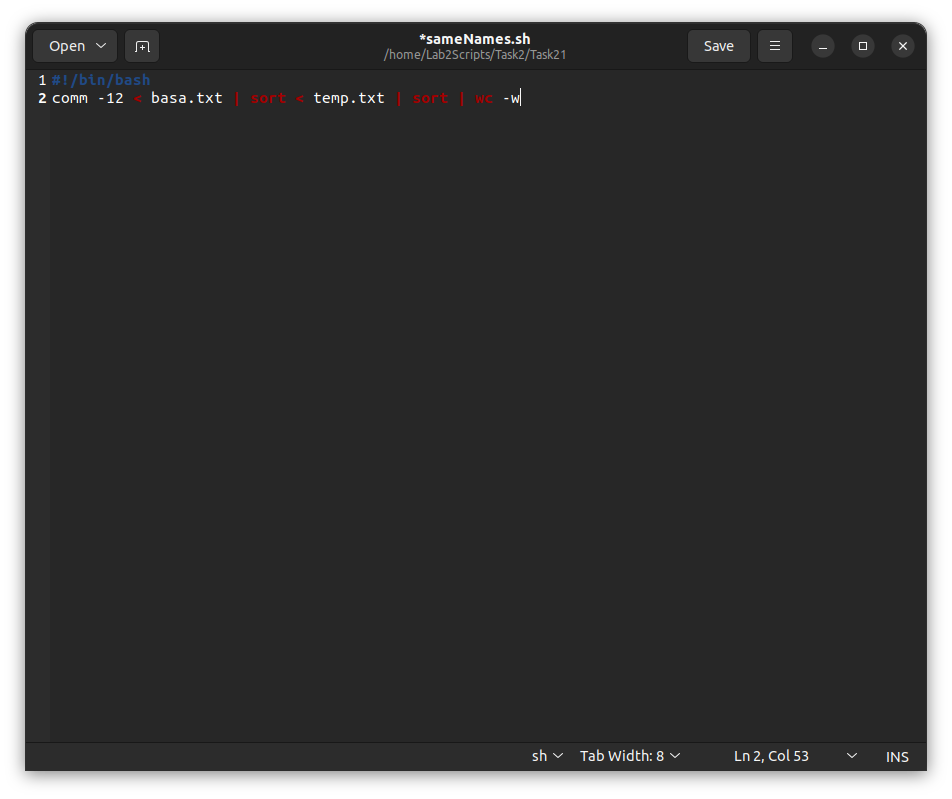 Open
*sameNames.sh
/home/Lab2Scripts/Task2/Task21
Save
1 #!/bin/bash
2 comm -12 < basa.txt | sort < temp.txt | sort | wc -w
sh
Tab Width: 8
Ln 2, Col 53
INS